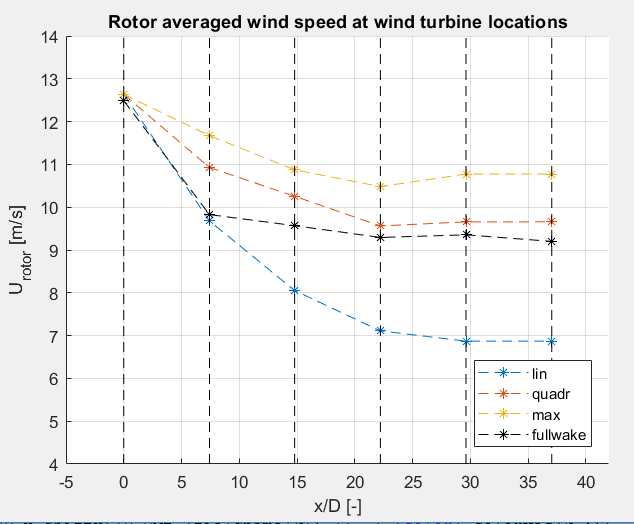 Rotor averaged wind speed at wind turbine locations
14
13
12
11
10
9
8
7
6
5
4
U_rotor [m/s]
-5 0 5 10 15 20 25 30 35 40
x/D [-]
lin
quadr
max
fullwake